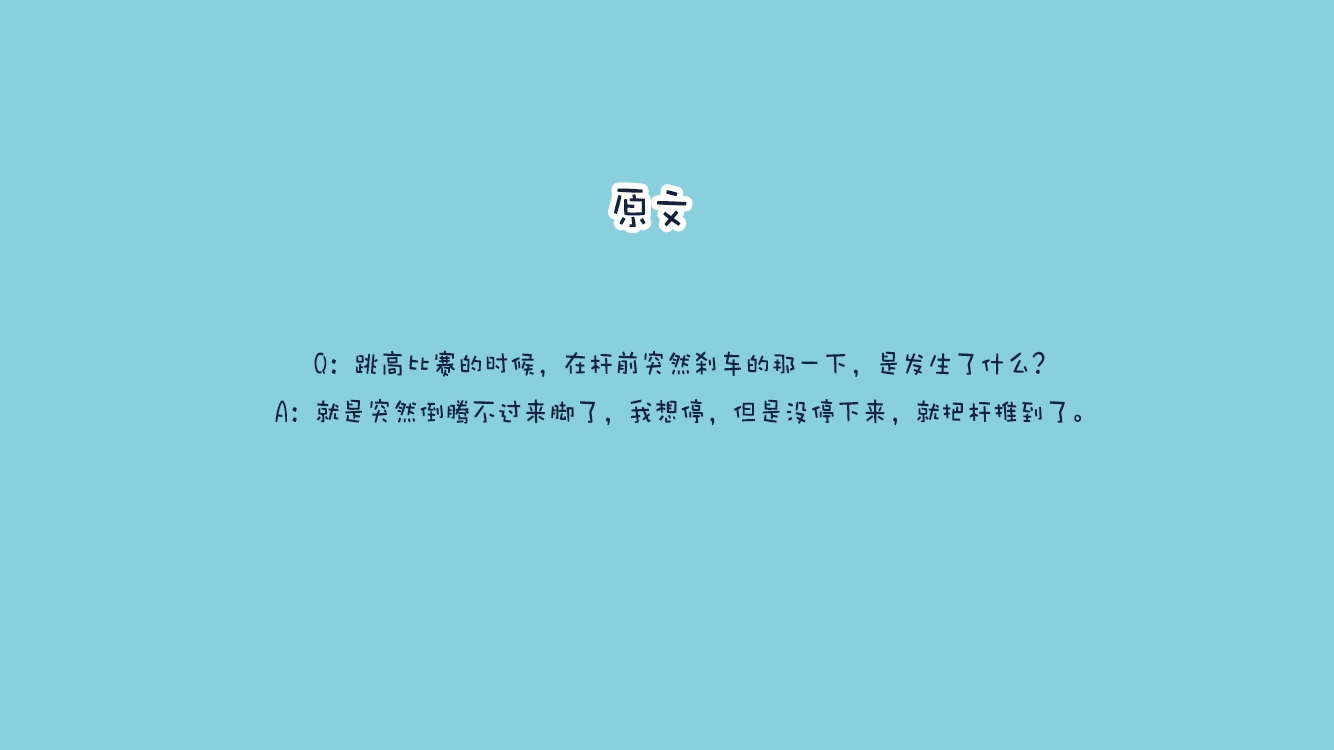 原文
Q：跳高比赛的时候，在杆前突然刹车的那一下，是发生了什么？
A：就是突然倒腾不过来脚了，我想停，但是没停下来，就把杆推到了。